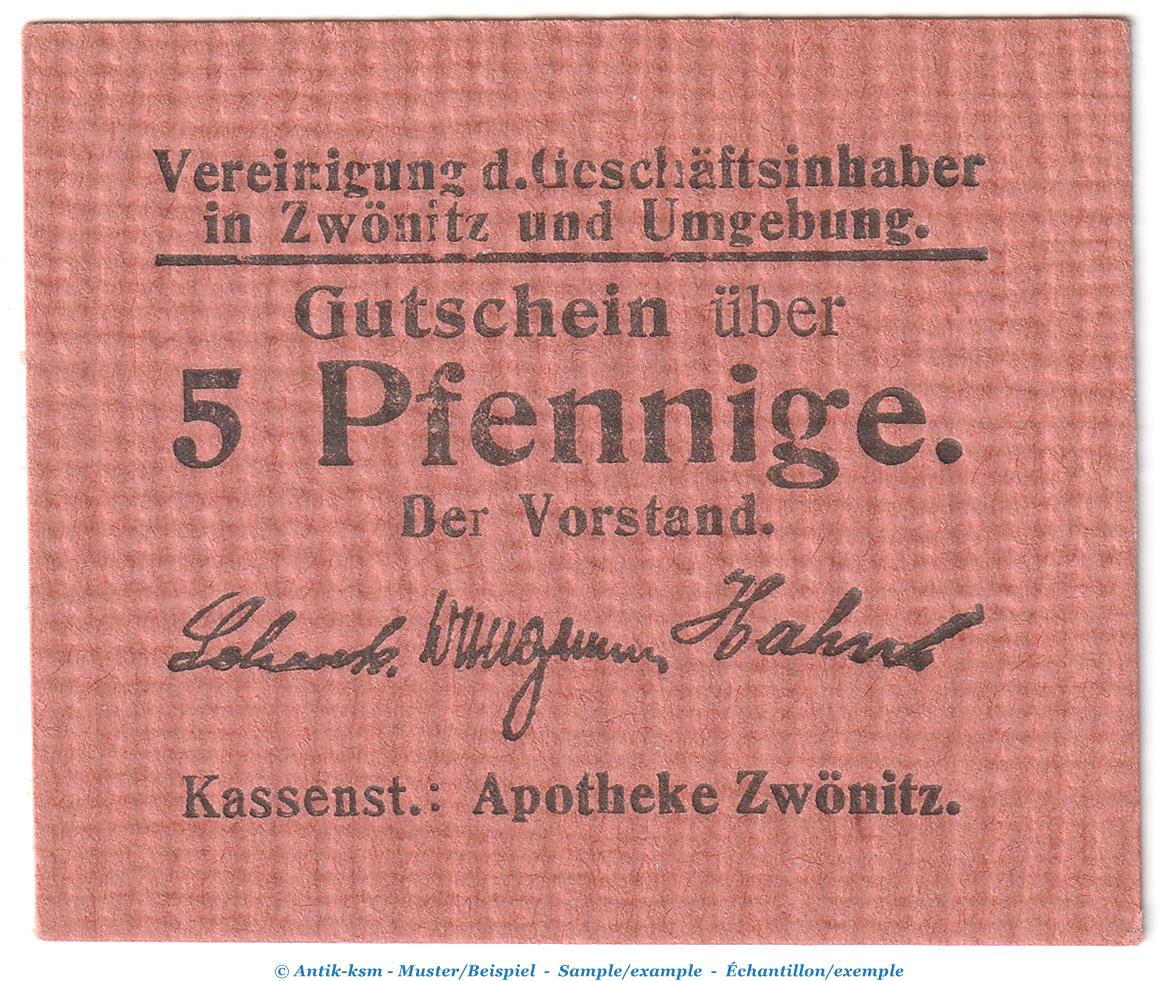 Vereinigung d. Geschäftsinhaber
in Zwönitz und Umgebung.
Gutschein über
5 Pfennige.
Der Vorstand.
Kassenst.: Apotheke Zwönitz.
© Antik-ksm - Muster/Beispiel - Sample/example - Échantillon/exemple